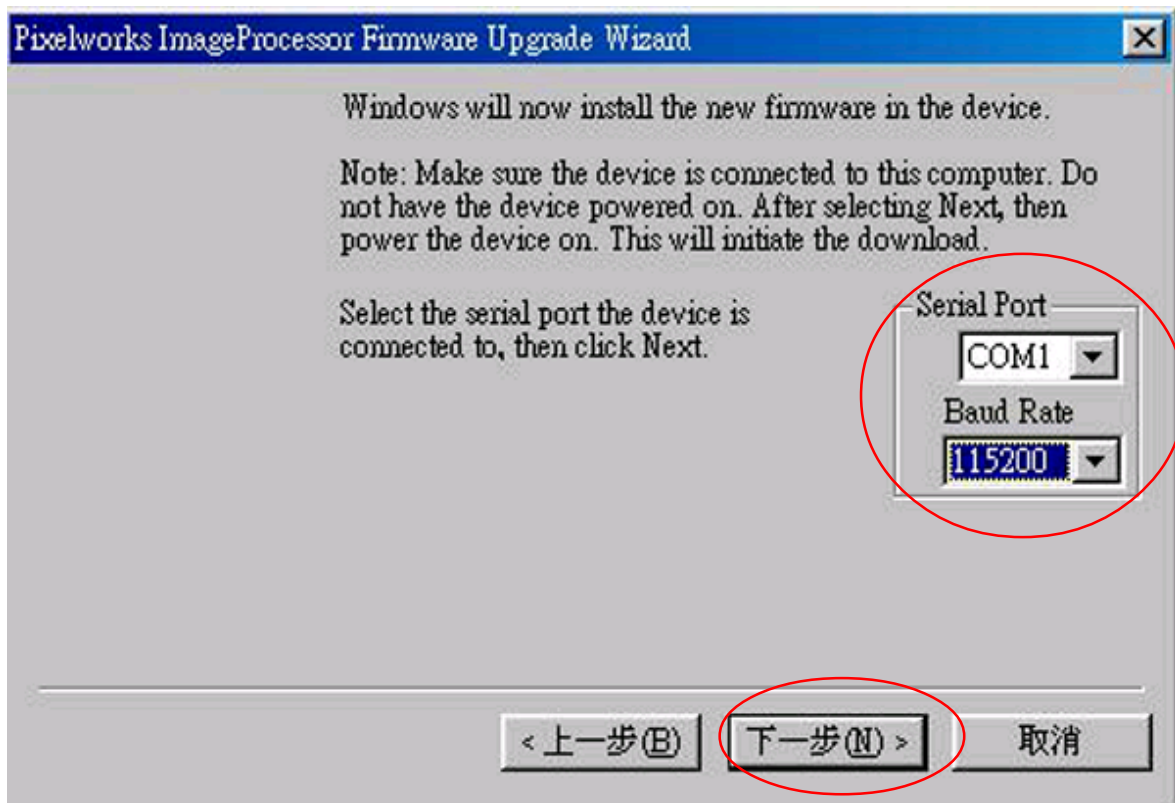 Pixelworks ImageProcessor Firmware Upgrade Wizard
Windows will now install the new firmware in the device.
Note: Make sure the device is connected to this computer. Do
not have the device powered on. After selecting Next, then
power the device on. This will initiate the download.
Select the serial port the device is
connected to, then click Next.
Serial Port
COM1
Baud Rate
115200
<上一步(B)
下一步(N)>
取消